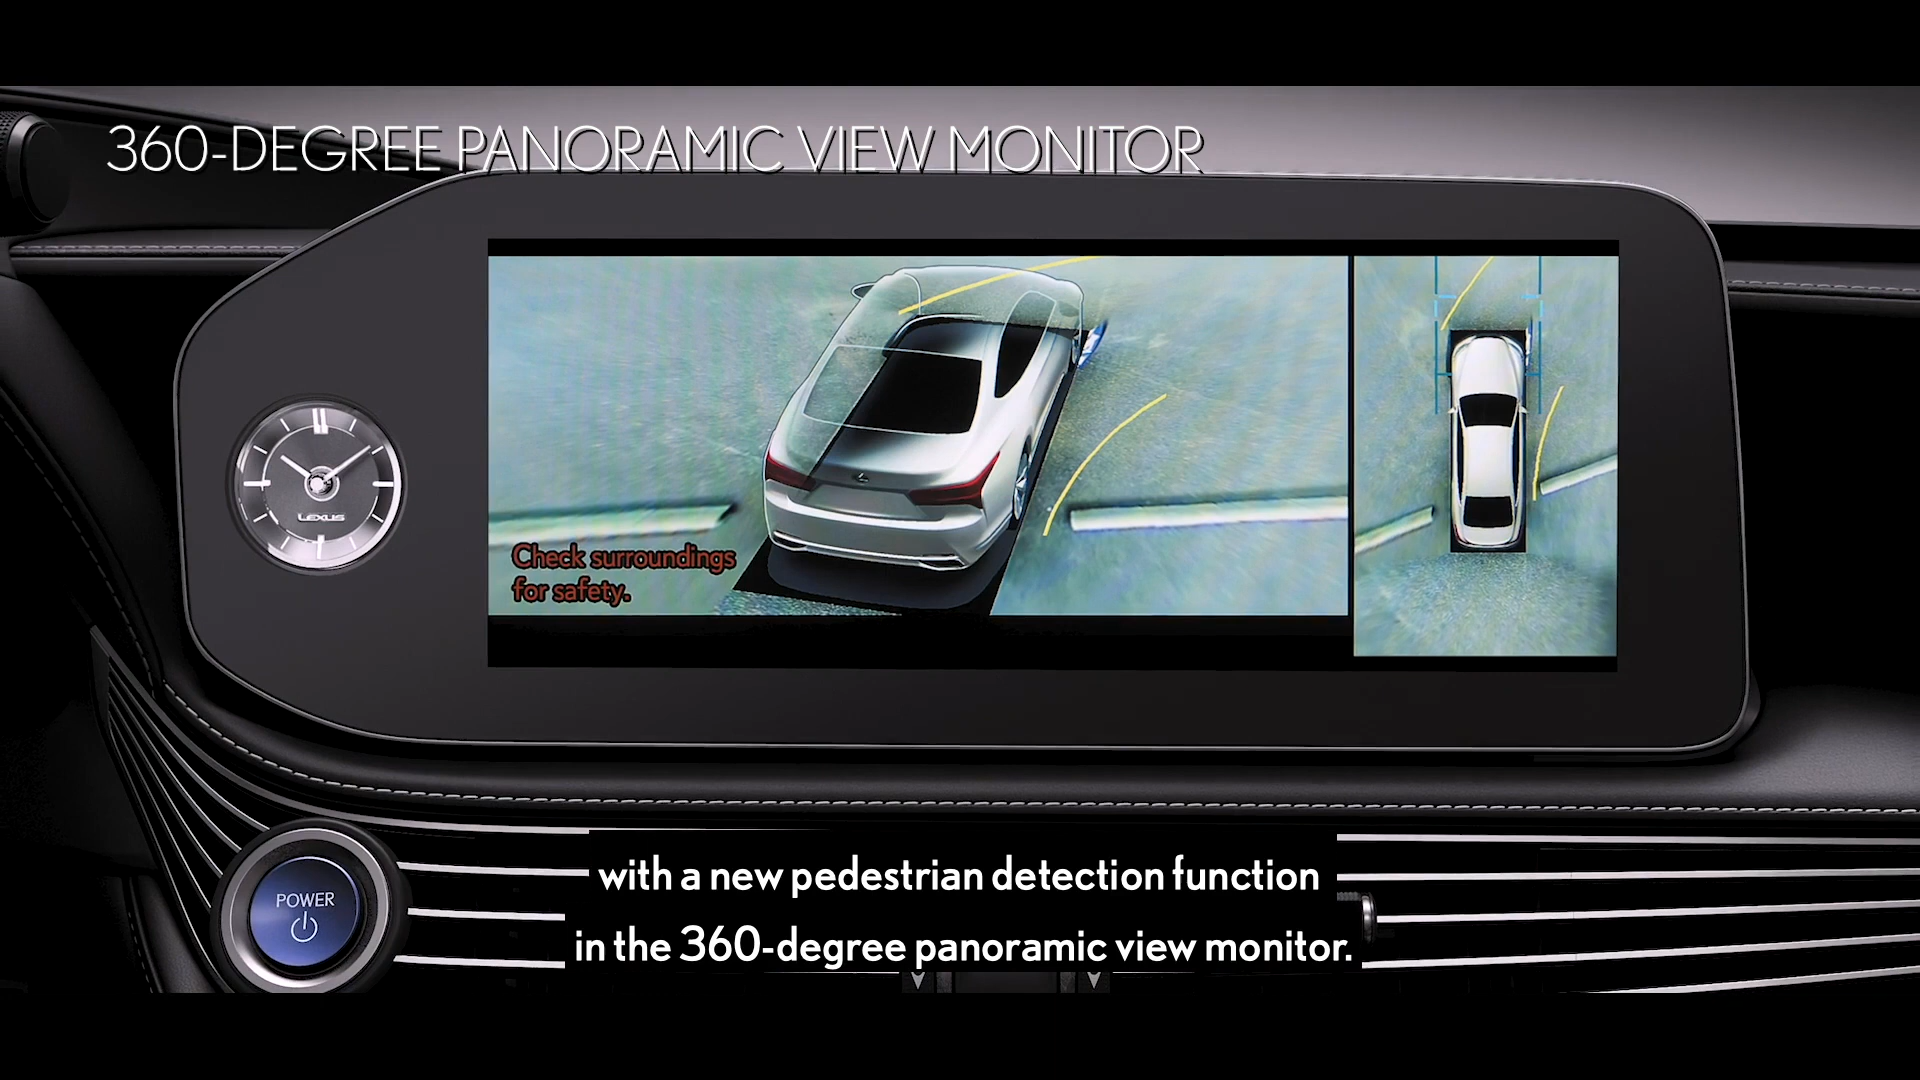 360-DEGREE PANORAMIC VIEW MONITOR
LEXUS
Check surroundings
for safety.
POWER
with a new pedestrian detection function
in the 360-degree panoramic view monitor.